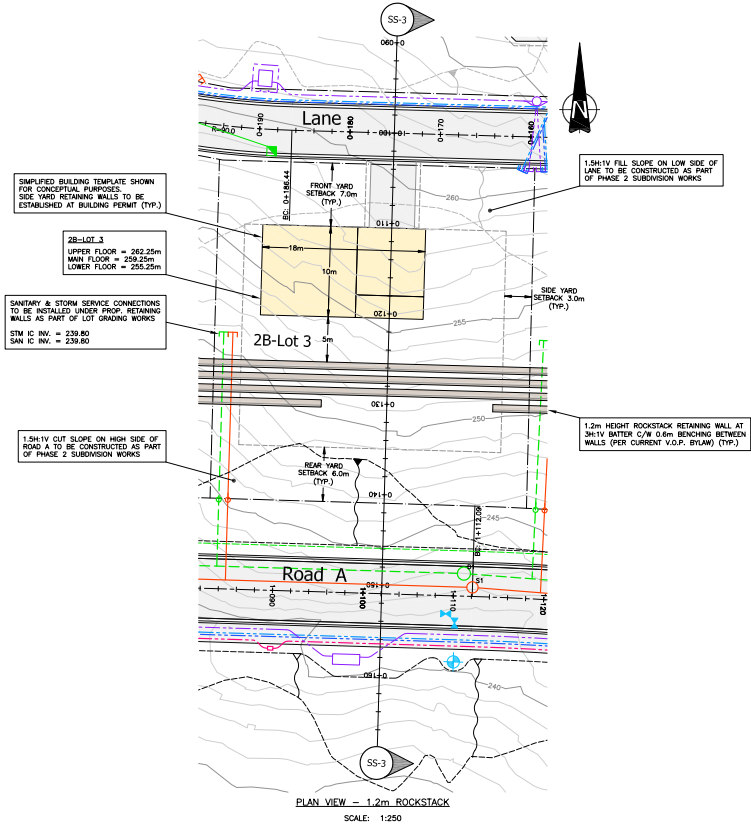 SS-3
0+090
Lane
0+190
0+180
0+170
0+160
0+100
1.5H:1V FILL SLOPE ON LOW SIDE OF
LANE TO BE CONSTRUCTED AS PART
OF PHASE 2 SUBDIVISION WORKS
SIMPLIFIED BUILDING TEMPLATE SHOWN
FOR CONCEPTUAL PURPOSES.
SIDE YARD RETAINING WALLS TO BE
ESTABLISHED AT BUILDING PERMIT (TYP.)
BC: 0+186.44
FRONT YARD
SETBACK 7.0m
(TYP.)
260
0+110
2B-LOT 3
UPPER FLOOR = 262.25m
MAIN FLOOR = 259.25m
LOWER FLOOR = 255.25m
18m
10m
SIDE YARD
SETBACK 3.0m
(TYP.)
SANITARY & STORM SERVICE CONNECTIONS
TO BE INSTALLED UNDER PROP. RETAINING
WALLS AS PART OF LOT GRADING WORKS
STM IC INV. = 239.80
SAN IC INV. = 239.80
0+120
255
2B-Lot 3
5m
0+130
250
1.2m HEIGHT ROCKSTACK RETAINING WALL AT
3H:1V BATTER C/W 0.6m BENCHING BETWEEN
WALLS (PER CURRENT V.O.P. BYLAW) (TYP.)
1.5H:1V CUT SLOPE ON HIGH SIDE OF
ROAD A TO BE CONSTRUCTED AS PART
OF PHASE 2 SUBDIVISION WORKS
REAR YARD
SETBACK 6.0m
(TYP.)
0+140
245
BC: 1+112.09
Road A
S1
0+150
1+090
1+100
1+110
1+120
0+160
240
SS-3
PLAN VIEW - 1.2m ROCKSTACK
SCALE: 1:250